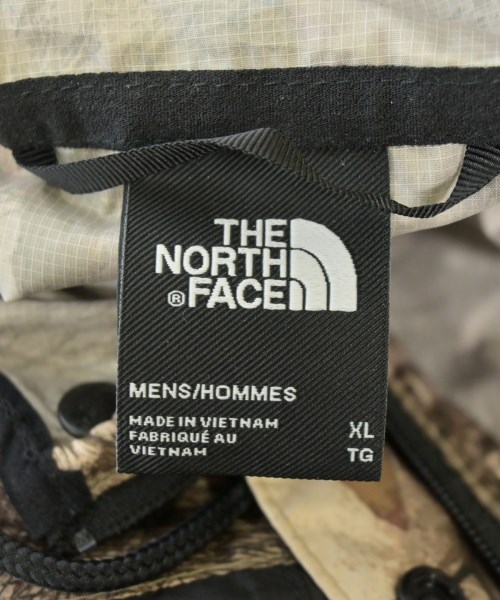 THE
NORTH
® FACE
MENS/HOMMES
MADE IN VIETNAM
FABRIQUÉ AU
VIETNAM
XL
TG